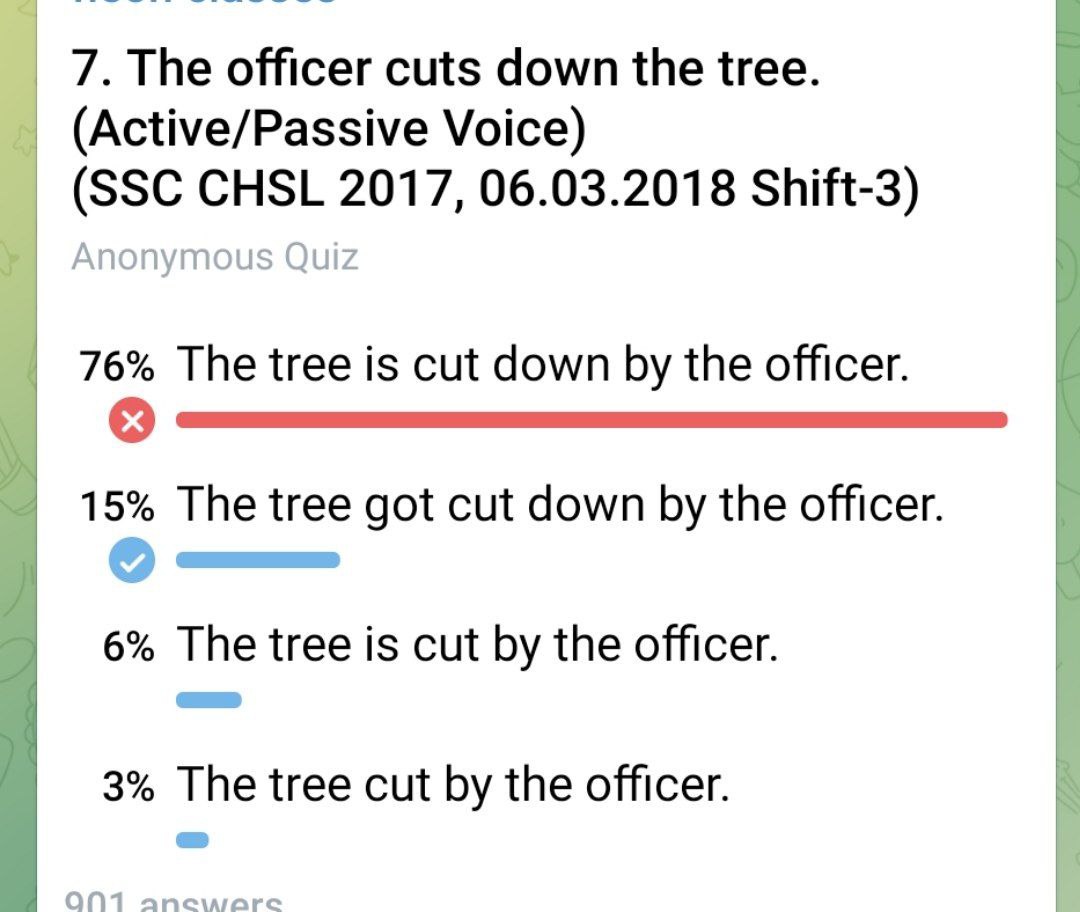 7. The officer cuts down the tree.
(Active/Passive Voice)
(SSC CHSL 2017, 06.03.2018 Shift-3)
Anonymous Quiz
76% The tree is cut down by the officer.
15% The tree got cut down by the officer.
6% The tree is cut by the officer.
3% The tree cut by the officer.
901 answers